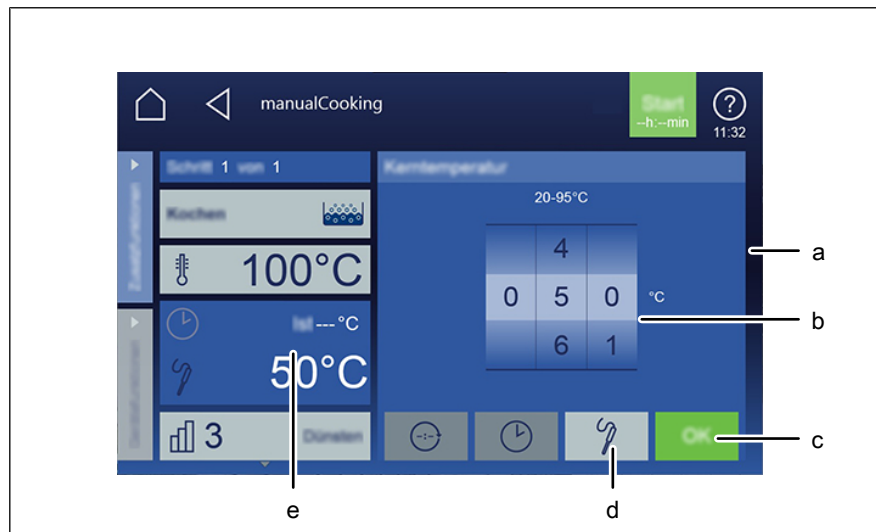 manualCooking
Start
--h:--min
11:32
Schritt 1 von 1
Kerntemperatur
Zusatzfunktionen
Kochen
20-95°C
100°C
4
0 5 0 °C
6 1
Ist ---°C
50°C
3 Dünsten
-:-
OK
a
b
c
d
e